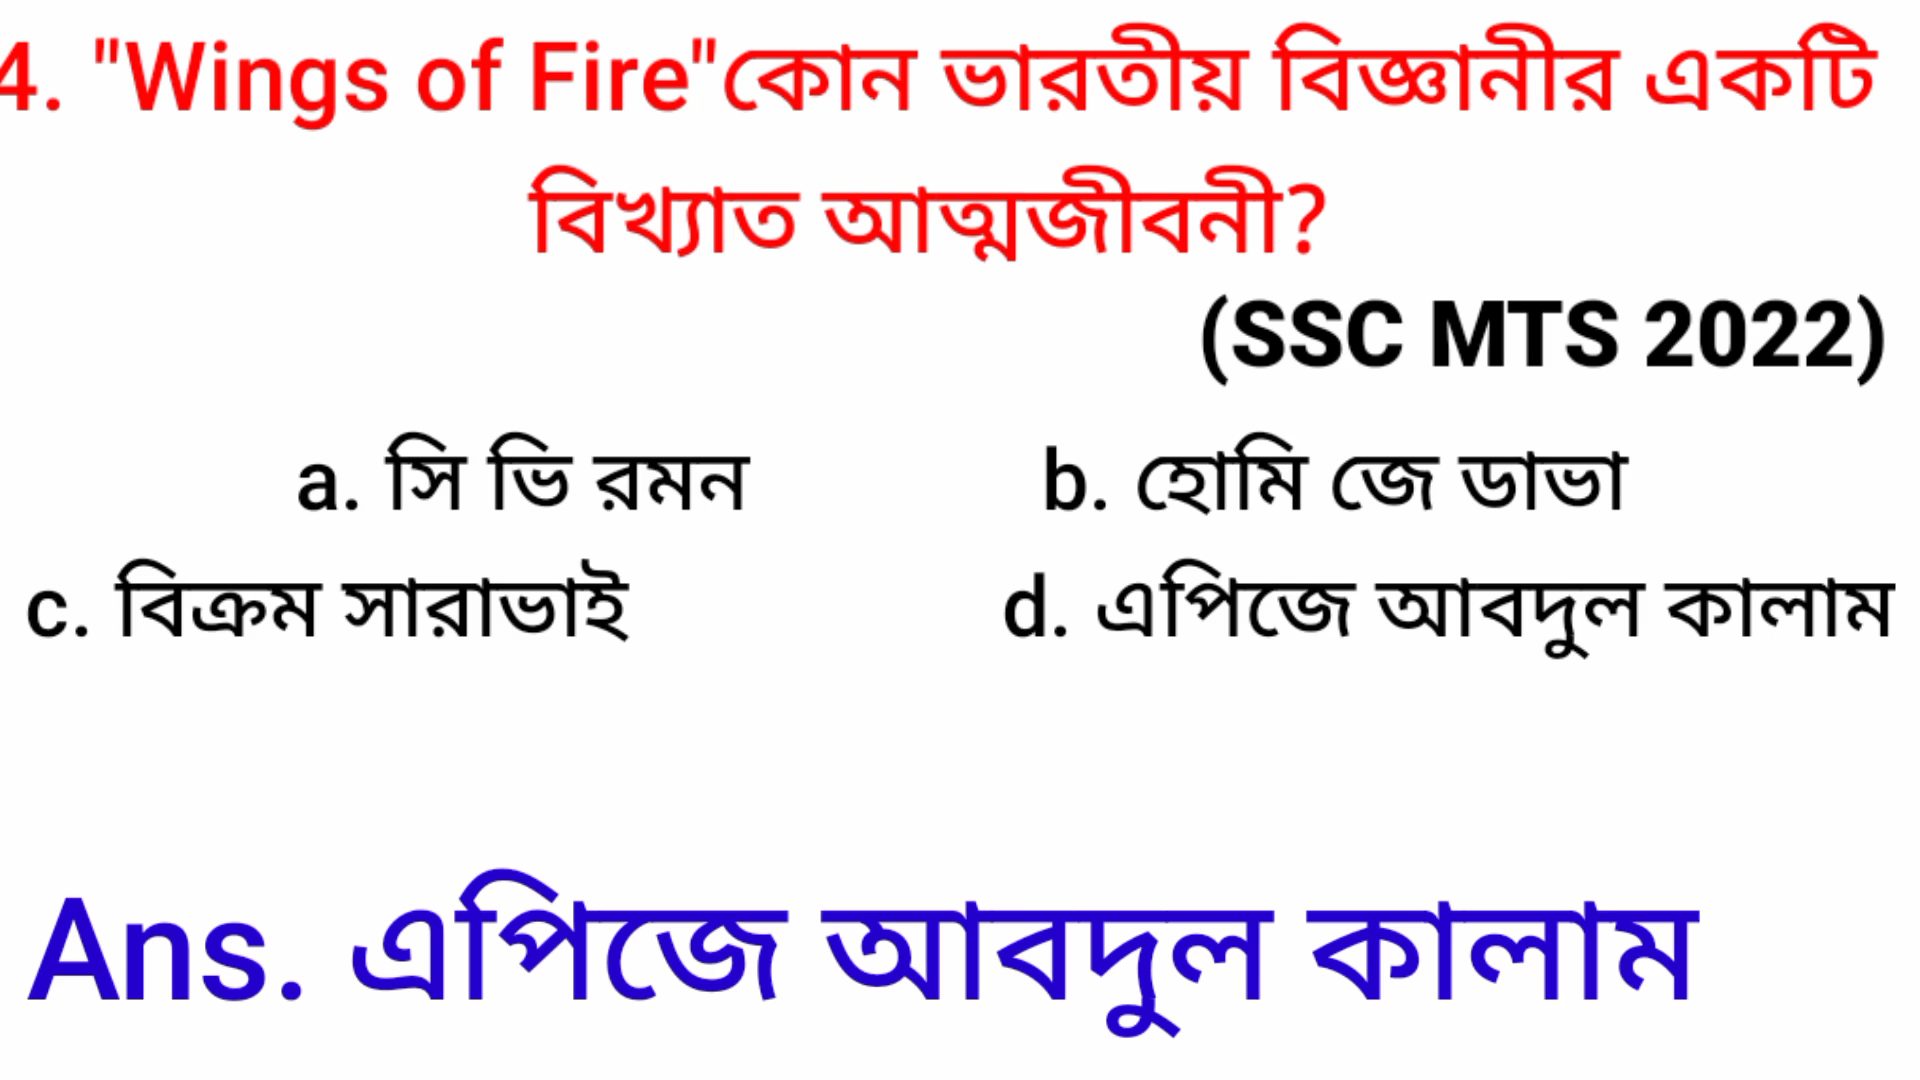 4. "Wings of Fire"কোন ভারতীয় বিজ্ঞানীর একটি
বিখ্যাত আত্মজীবনী?
(SSC MTS 2022)
a. সি ভি রমন b. হোমি জে ডাভা
c. বিক্রম সারাভাই d. এপিজে আবদুল কালাম
Ans. এপিজে আবদুল কালাম